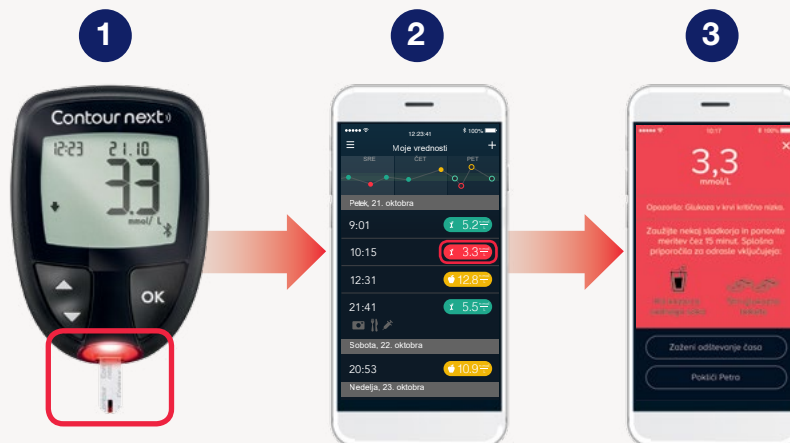 1
2
3
Contour next
12:23 21.10
3.3
mmol/L
OK
12:23:41 100%
Moje vrednosti +
SRE ČET PET
Petek, 21. oktobra
9:01 5.2
10:15 3.3
12:31 12.8
21:41 5.5
Sobota, 22. oktobra
20:53 10.9
Nedelja, 23. oktobra
10:17 100%
3,3
mmol/L
Opozorilo: Glukoza v krvi kritično nizka.
Zaužijte nekaj sladkorja in ponovite
meritev čez 15 minut. Splošna
priporočila za odrasle vključujejo:
Zaženi odštevanje časa
Pokliči Petra